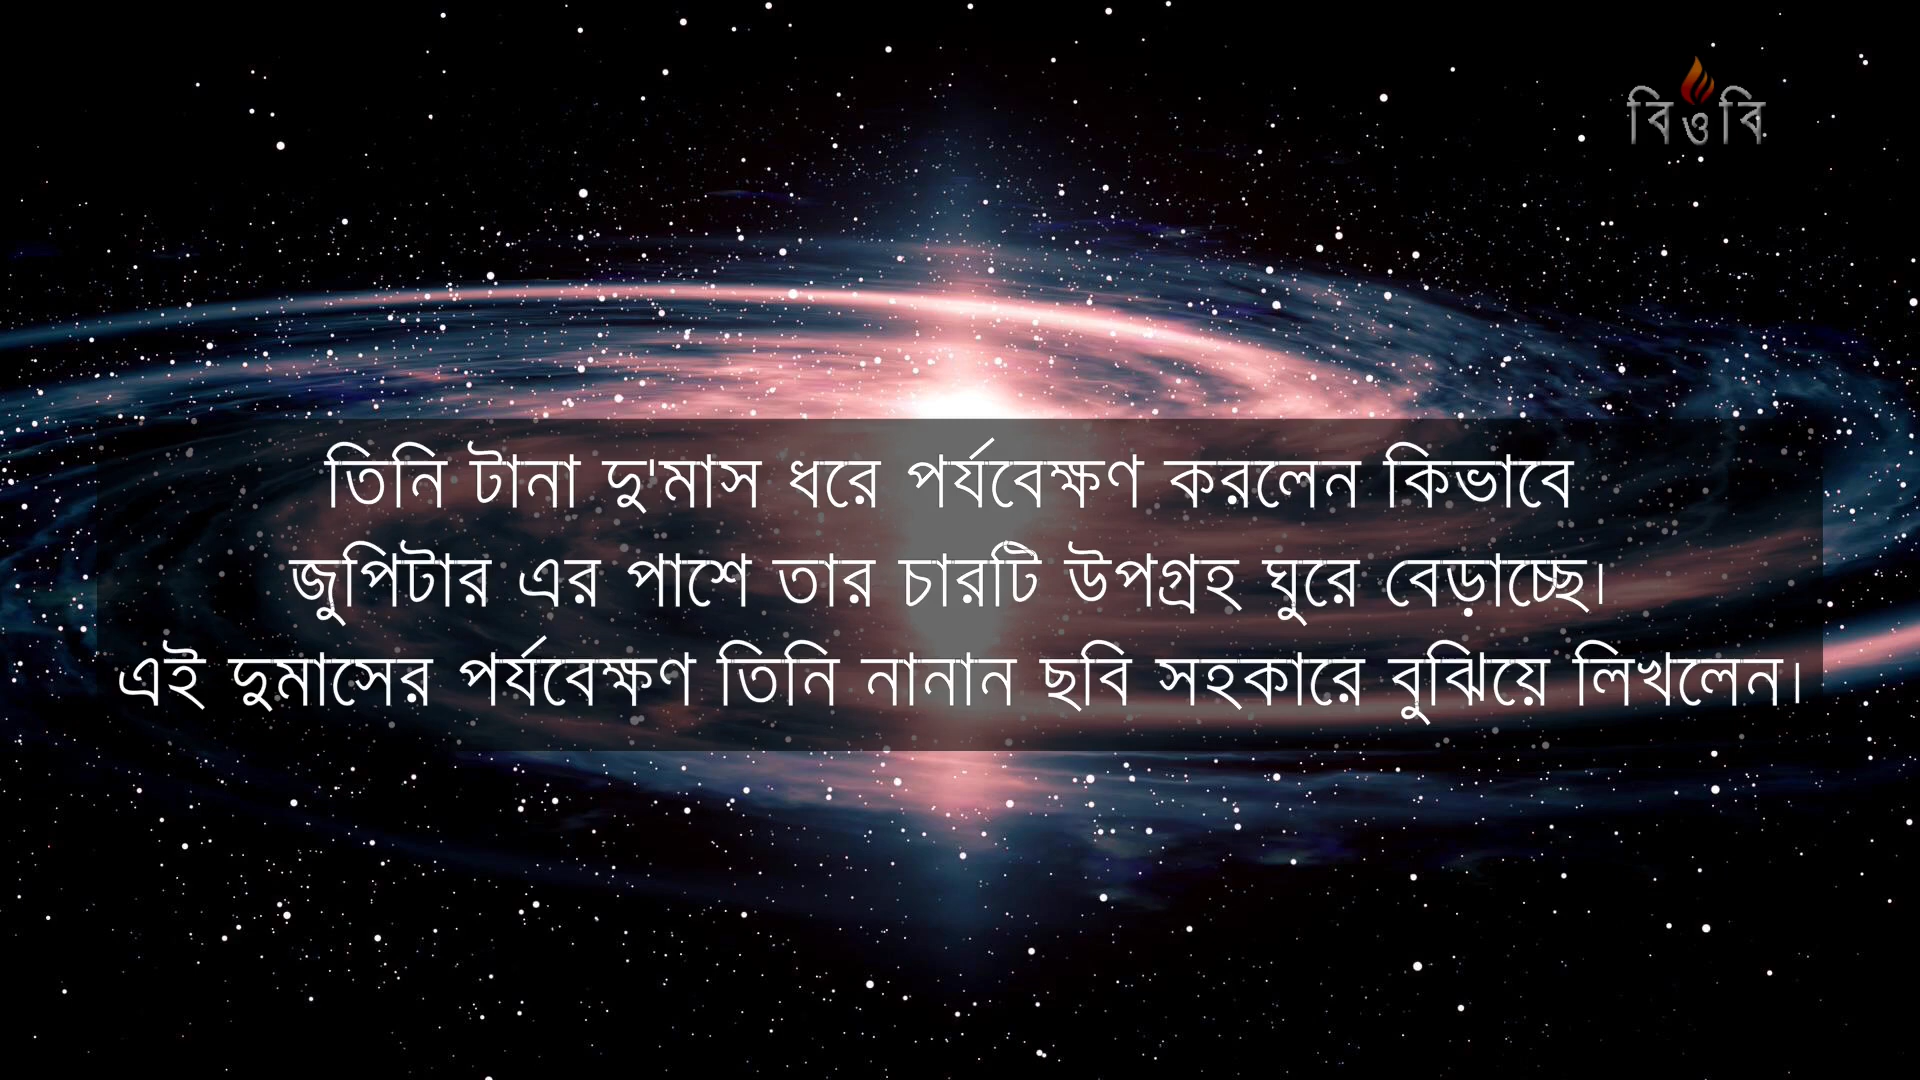 বিওবি
তিনি টানা দু'মাস ধরে পর্যবেক্ষণ করলেন কিভাবে
জুপিটার এর পাশে তার চারটি উপগ্রহ ঘুরে বেড়াচ্ছে।
এই দুমাসের পর্যবেক্ষণ তিনি নানান ছবি সহকারে বুঝিয়ে লিখলেন।